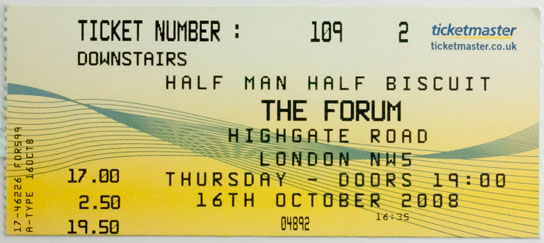 TICKET NUMBER : 109 2
ticketmaster
ticketmaster.co.uk
DOWNSTAIRS
HALF MAN HALF BISCUIT
THE FORUM
HIGHGATE ROAD
LONDON NW5
17.00 THURSDAY - DOORS 19:00
2.50 16TH OCTOBER 2008
19.50 04892 16:35
17-46226 FOR599
A-TYPE 16OCT8